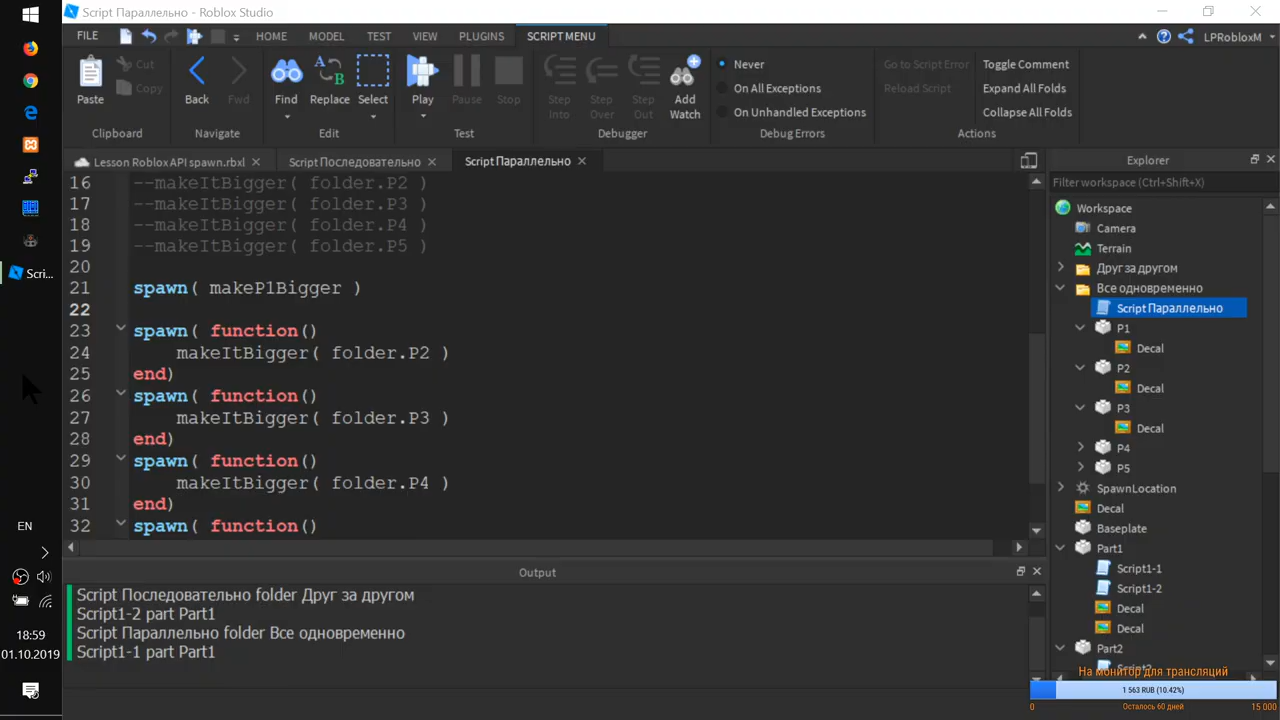 Script Параллельно - Roblox Studio
FILE HOME MODEL TEST VIEW PLUGINS SCRIPT MENU LPRobloxM
Paste Cut Copy Back Fwd Find Replace Select Play Pause Stop Step Into Step Over Step Out Add Watch
Never
On All Exceptions
On Unhandled Exceptions
Go to Script Error
Reload Script
Toggle Comment
Expand All Folds
Collapse All Folds
Clipboard Navigate Edit Test Debugger Debug Errors Actions
Lesson Roblox API spawn.rbxl Script Последовательно Script Параллельно
16 --makeItBigger( folder.P2 )
17 --makeItBigger( folder.P3 )
18 --makeItBigger( folder.P4 )
19 --makeItBigger( folder.P5 )
20
21 spawn( makeP1Bigger )
22
23 spawn( function()
24 makeItBigger( folder.P2 )
25 end)
26 spawn( function()
27 makeItBigger( folder.P3 )
28 end)
29 spawn( function()
30 makeItBigger( folder.P4 )
31 end)
32 spawn( function()
Output
Script Последовательно folder Друг за другом
Script1-2 part Part1
Script Параллельно folder Все одновременно
Script1-1 part Part1
Explorer
Filter workspace (Ctrl+Shift+X)
Workspace
Camera
Terrain
Друг за другом
Все одновременно
Script Параллельно
P1
Decal
P2
Decal
P3
Decal
P4
P5
SpawnLocation
Decal
Baseplate
Part1
Script1-1
Script1-2
Decal
Decal
Part2
Script2
На монитор для трансляций
1 563 RUB (10.42%)
0 Осталось 60 дней 15 000
Scri...
EN
18:59
01.10.2019